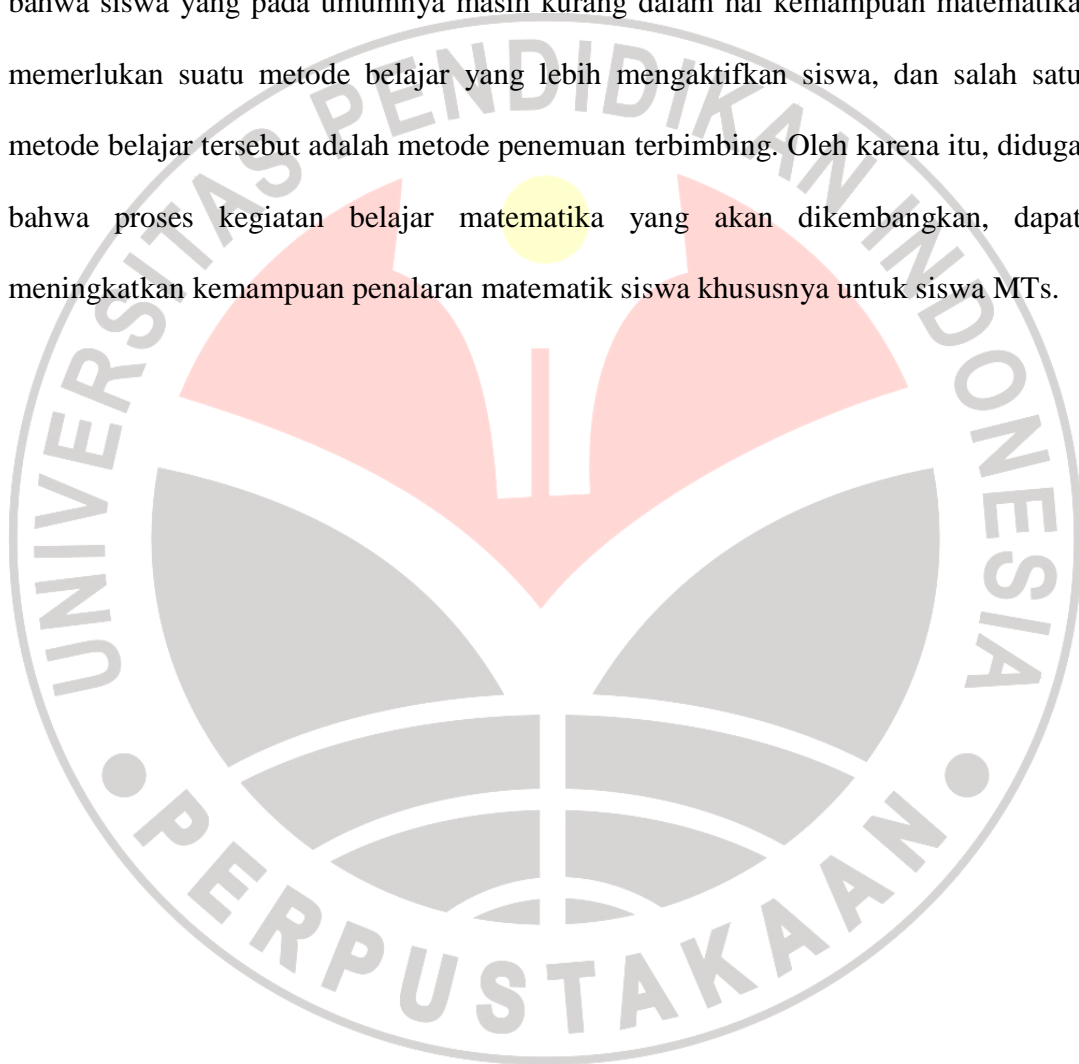 bahwa siswa yang pada umumnya masih kurang dalam hal kemampuan matematika
memerlukan suatu metode belajar yang lebih mengaktifkan siswa, dan salah satu
metode belajar tersebut adalah metode penemuan terbimbing. Oleh karena itu, diduga
bahwa proses kegiatan belajar matematika yang akan dikembangkan, dapat
meningkatkan kemampuan penalaran matematik siswa khususnya untuk siswa MTs.
UNIVERSITAS PENDIDIKAN INDONESIA
PERPUSTAKAAN